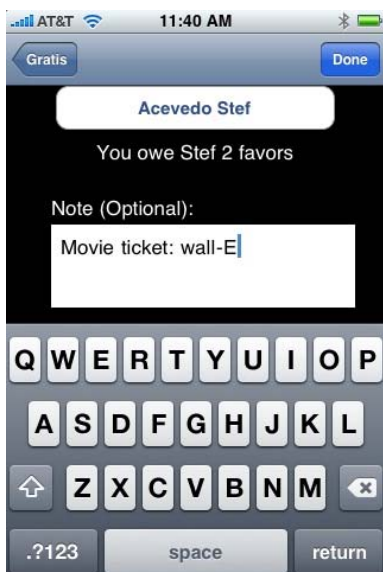 AT&T 11:40 AM
Gratis Done
Acevedo Stef
You owe Stef 2 favors
Note (Optional):
Movie ticket: wall-E
Q W E R T Y U I O P
A S D F G H J K L
Z X C V B N M
.?123 space return